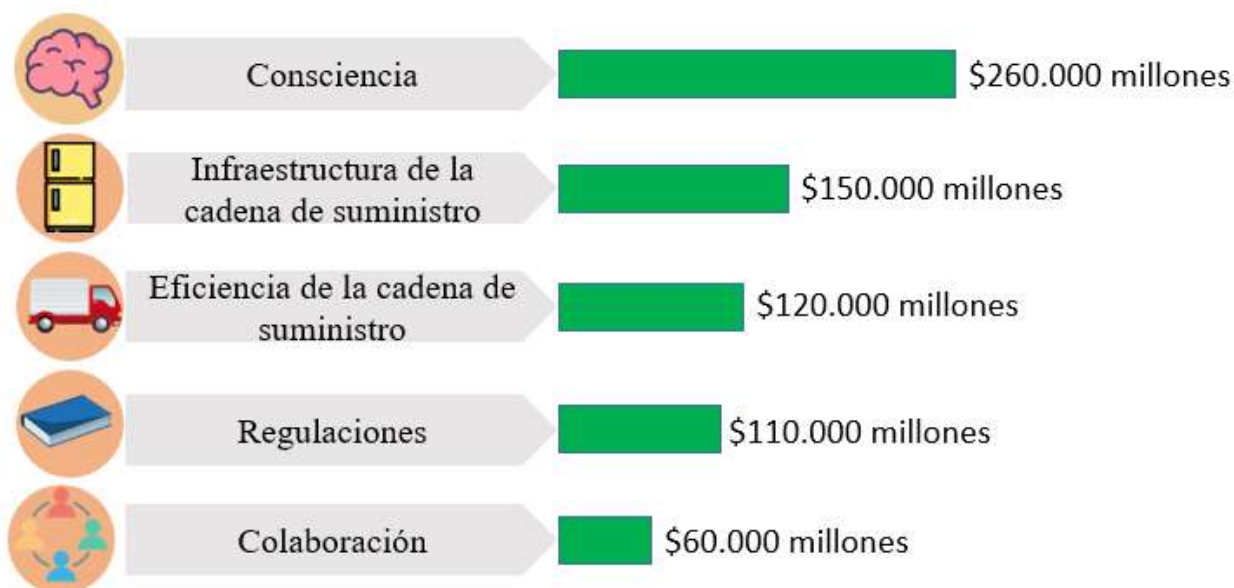 Consciencia
$260.000 millones
Infraestructura de la
cadena de suministro
$150.000 millones
Eficiencia de la cadena de
suministro
$120.000 millones
Regulaciones
$110.000 millones
Colaboración
$60.000 millones